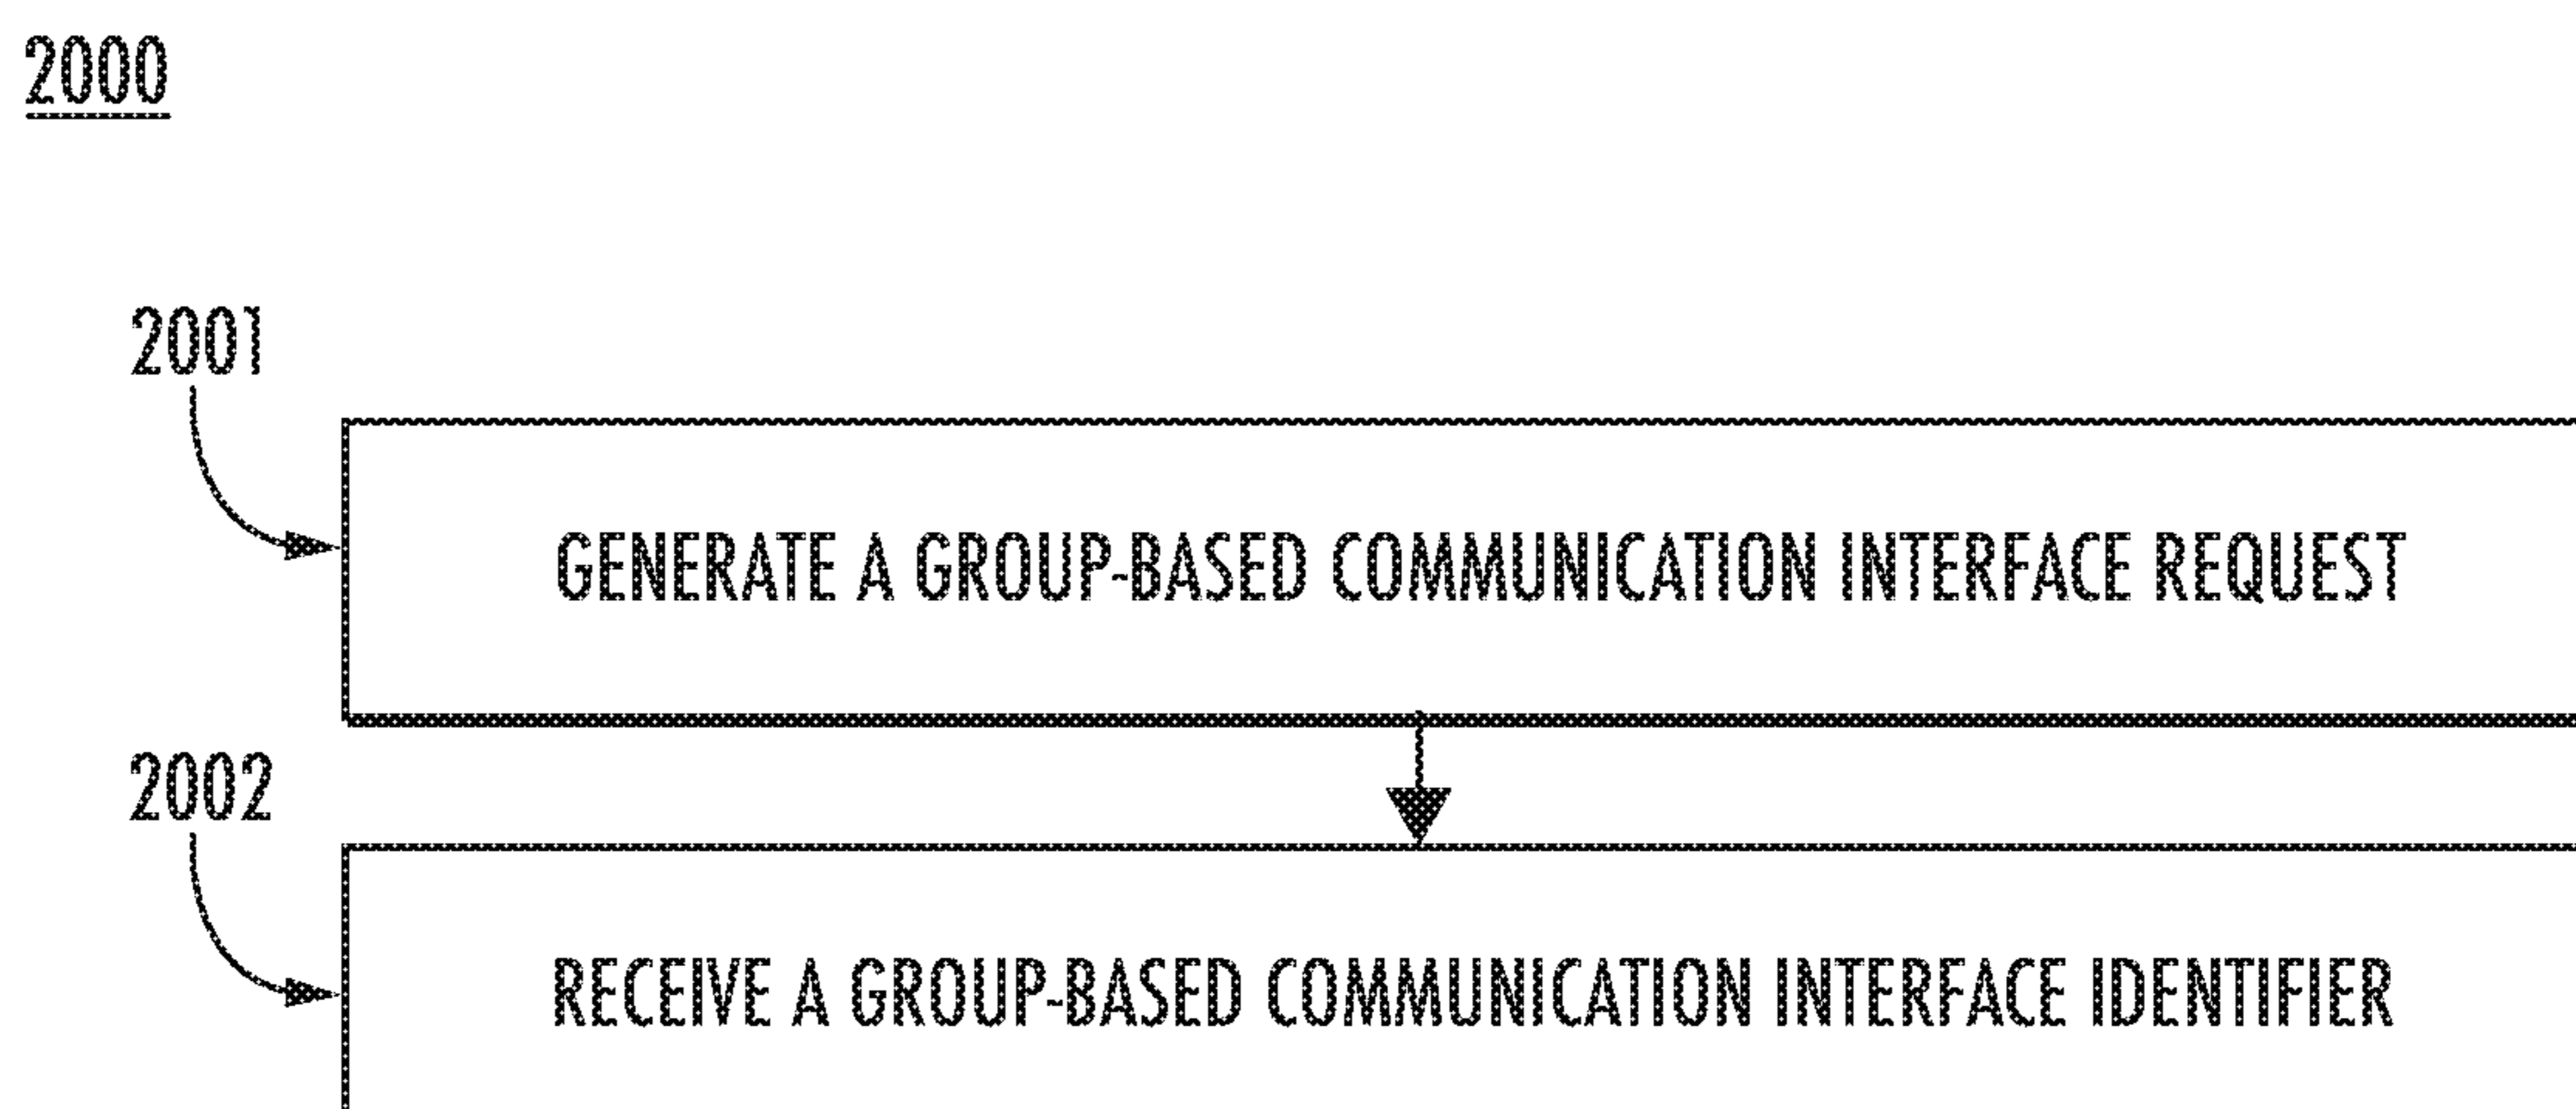 2000
2001
GENERATE A GROUP-BASED COMMUNICATION INTERFACE REQUEST
2002
RECEIVE A GROUP-BASED COMMUNICATION INTERFACE IDENTIFIER